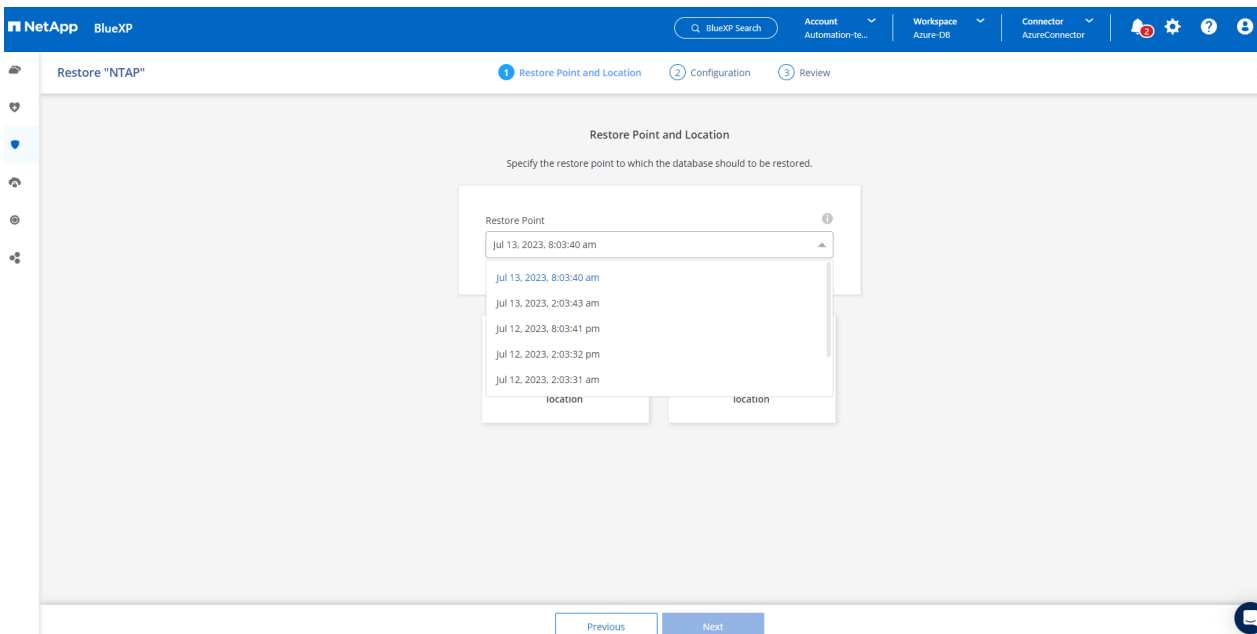 NetApp BlueXP
BlueXP Search
Account
Automation-te...
Workspace
Azure-DB
Connector
AzureConnector
2
Restore "NTAP"
1 Restore Point and Location
2 Configuration
3 Review
Restore Point and Location
Specify the restore point to which the database should to be restored.
Restore Point
Jul 13, 2023, 8:03:40 am
Jul 13, 2023, 8:03:40 am
Jul 13, 2023, 2:03:43 am
Jul 12, 2023, 8:03:41 pm
Jul 12, 2023, 2:03:32 pm
Jul 12, 2023, 2:03:31 am
location
location
Previous
Next